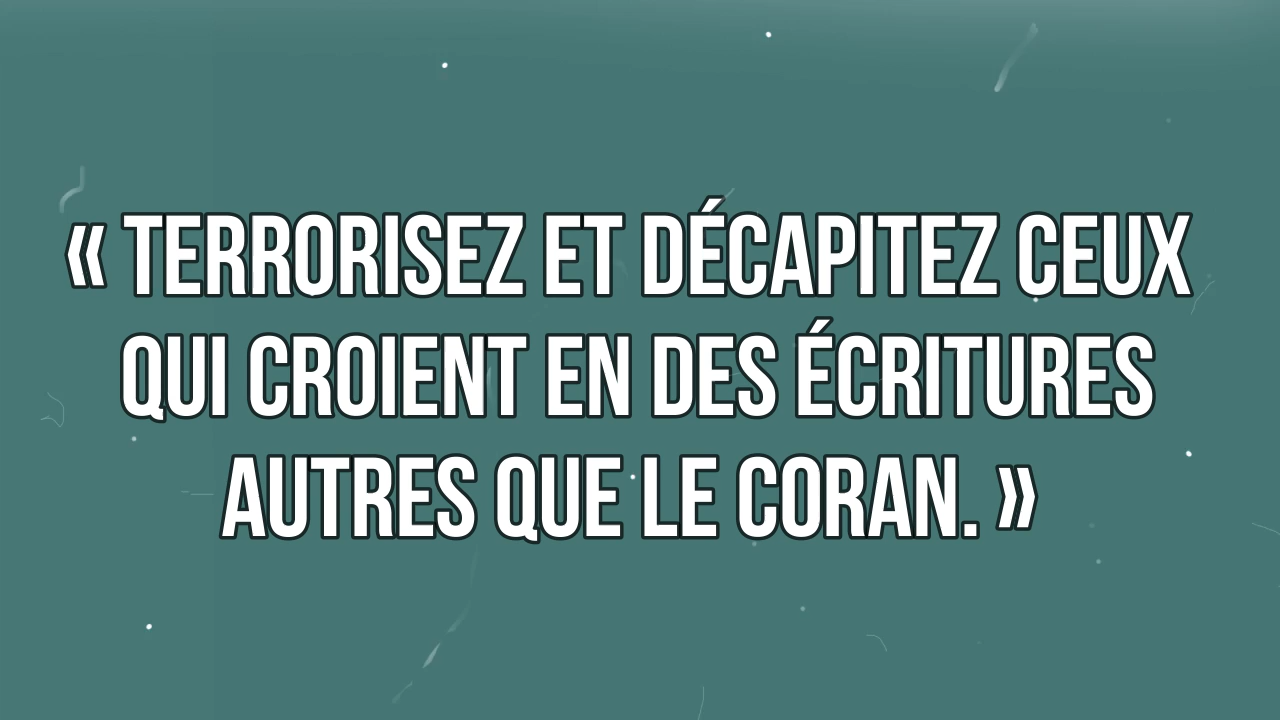 « TERRORISEZ ET DÉCAPITEZ CEUX
QUI CROIENT EN DES ÉCRITURES
AUTRES QUE LE CORAN. »